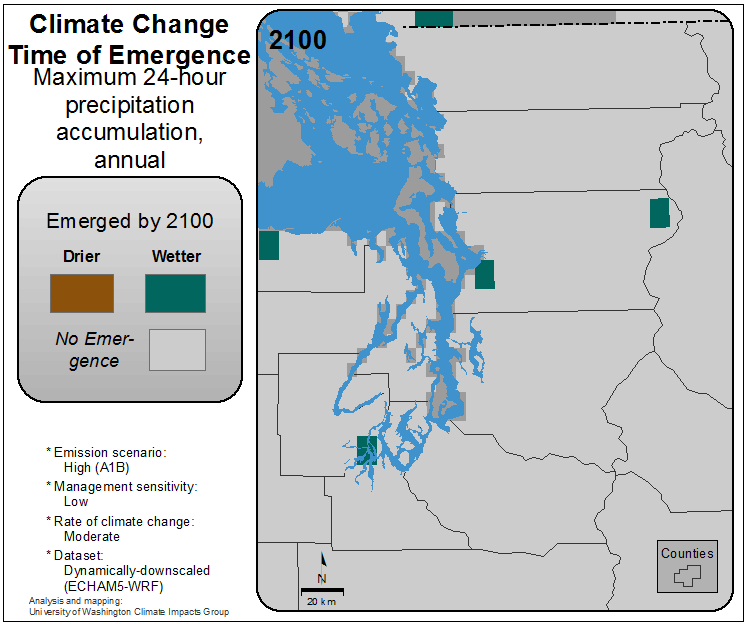 Climate Change
Time of Emergence
Maximum 24-hour
precipitation
accumulation,
annual
Emerged by 2100
Drier Wetter
No Emer-
gence
* Emission scenario:
High (A1B)
* Management sensitivity:
Low
* Rate of climate change:
Moderate
* Dataset:
Dynamically-downscaled
(ECHAM5-WRF)
Analysis and mapping:
University of Washington Climate Impacts Group
2100
N
20 km
Counties